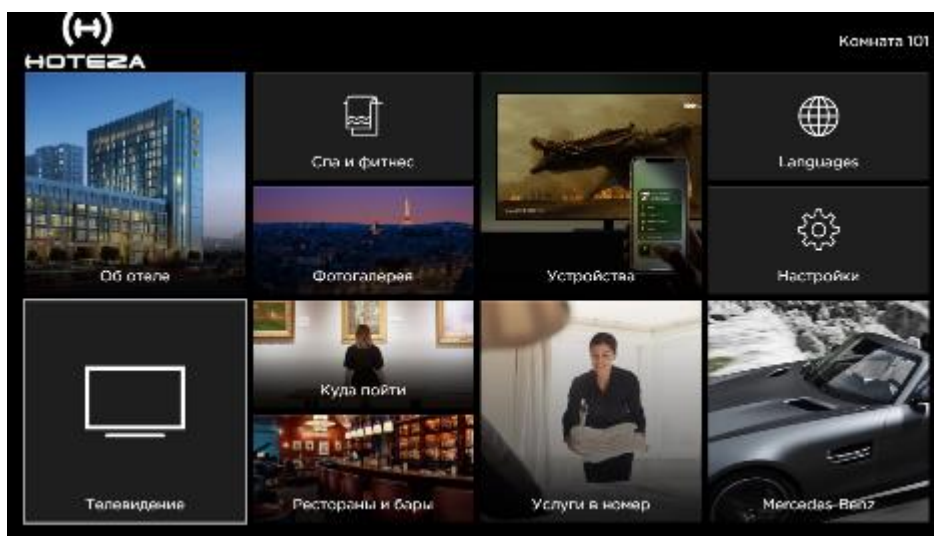 (H)
HOTEZA
Комната 101
Об отеле
Спа и фитнес
Фотогалерея
Устройства
Languages
Настройки
Телевидение
Куда пойти
Рестораны и бары
Услуги в номер
Mercedes-Benz